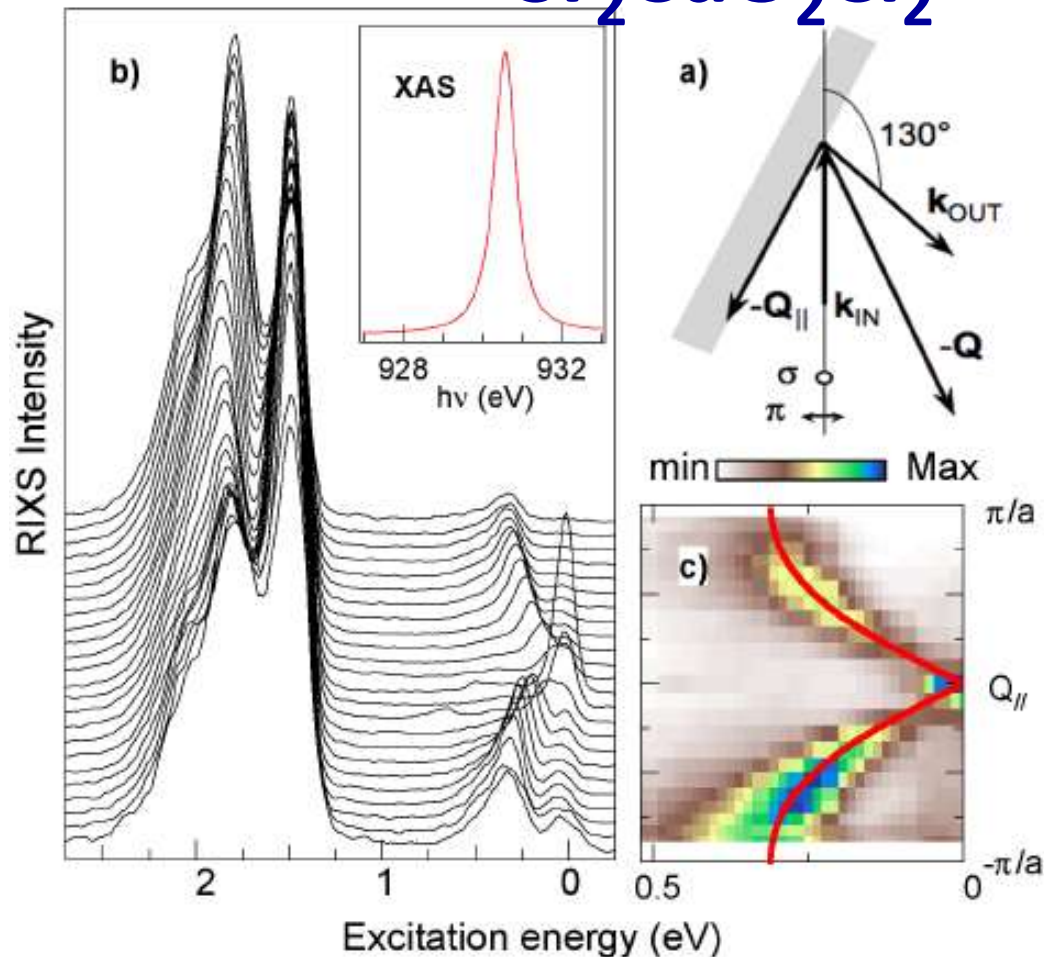 Sr₂CuO₂Cl₂
b)
XAS
928
932
hν (eV)
RIXS Intensity
2
1
0
Excitation energy (eV)
a)
130°
k_OUT
-Q_||
k_IN
-Q
σ
π
min
Max
c)
π/a
Q_//
-π/a
0.5
0